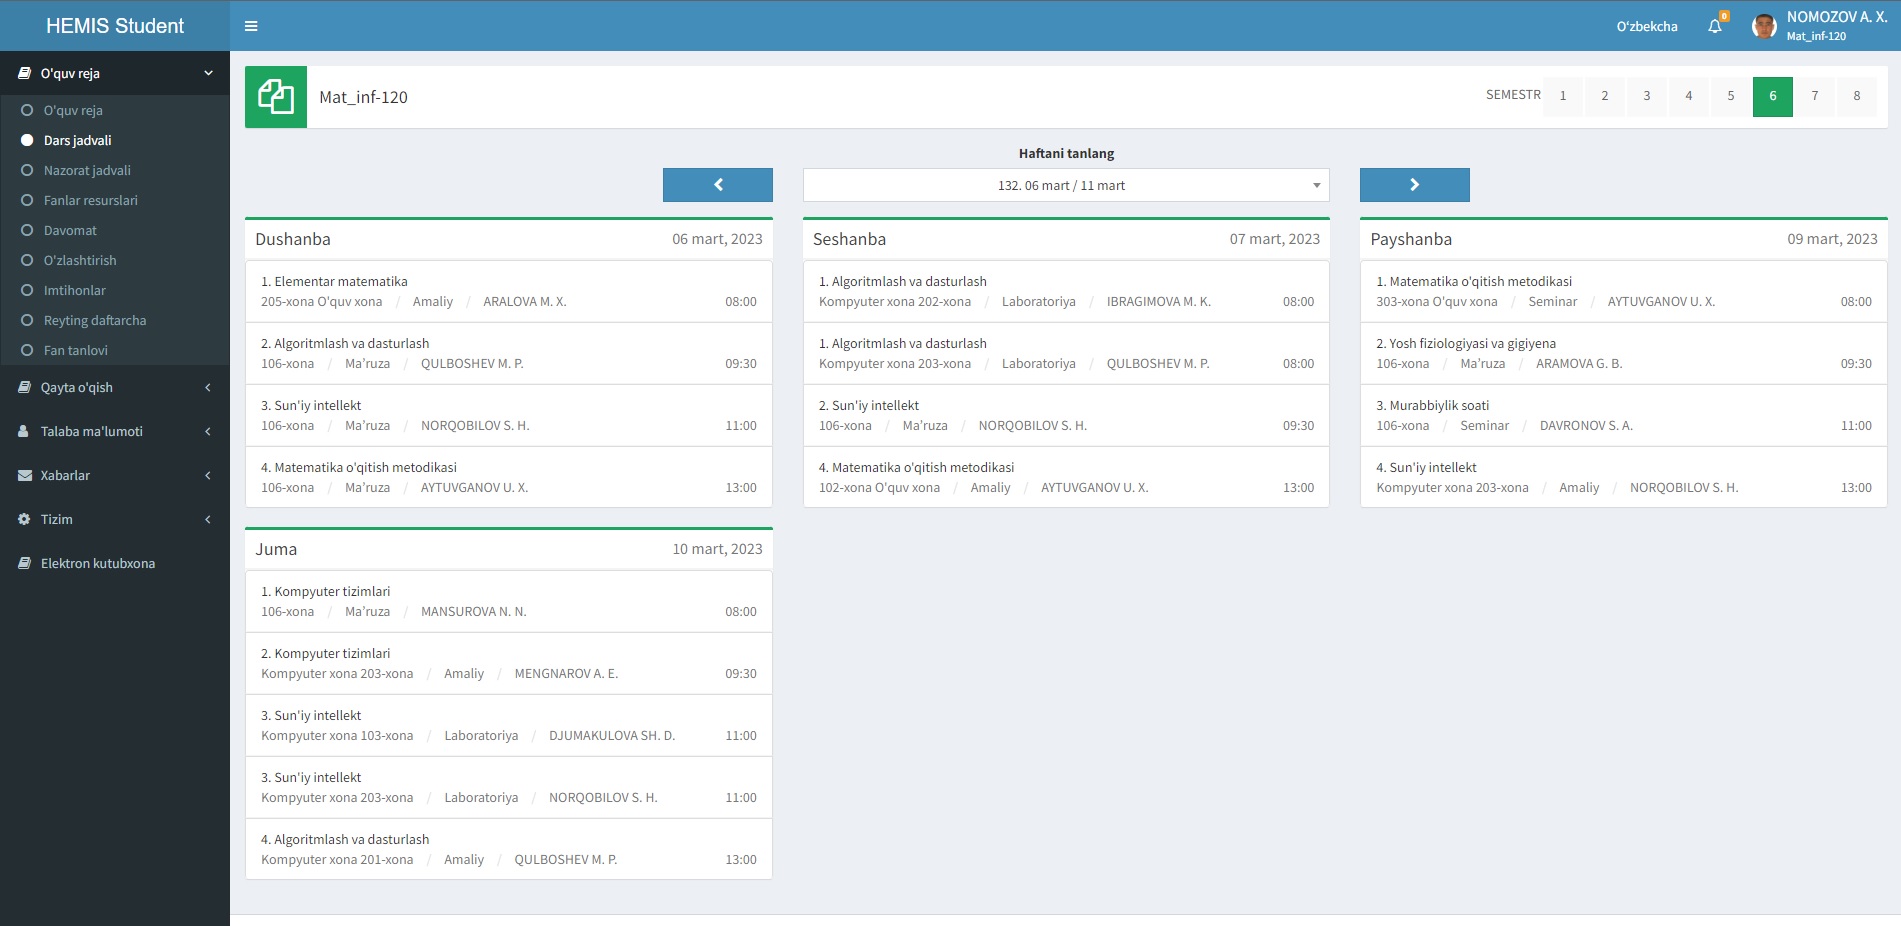 HEMIS Student
O'zbekcha
0
NOMOZOV A. X.
Mat_inf-120
O'quv reja
O'quv reja
Dars jadvali
Nazorat jadvali
Fanlar resurslari
Davomat
O'zlashtirish
Imtihonlar
Reyting daftarcha
Fan tanlovi
Qayta o'qish
Talaba ma'lumoti
Xabarlar
Tizim
Elektron kutubxona
Mat_inf-120
SEMESTR 1 2 3 4 5 6 7 8
Haftani tanlang
132. 06 mart / 11 mart
Dushanba 06 mart, 2023
1. Elementar matematika
205-xona O'quv xona / Amaliy / ARALOVA M. X. 08:00
2. Algoritmlash va dasturlash
106-xona / Ma'ruza / QULBOSHEV M. P. 09:30
3. Sun'iy intellekt
106-xona / Ma'ruza / NORQOBILOV S. H. 11:00
4. Matematika o'qitish metodikasi
106-xona / Ma'ruza / AYTUVGANOV U. X. 13:00
Seshanba 07 mart, 2023
1. Algoritmlash va dasturlash
Kompyuter xona 202-xona / Laboratoriya / IBRAGIMOVA M. K. 08:00
1. Algoritmlash va dasturlash
Kompyuter xona 203-xona / Laboratoriya / QULBOSHEV M. P. 08:00
2. Sun'iy intellekt
106-xona / Ma'ruza / NORQOBILOV S. H. 09:30
4. Matematika o'qitish metodikasi
102-xona O'quv xona / Amaliy / AYTUVGANOV U. X. 13:00
Payshanba 09 mart, 2023
1. Matematika o'qitish metodikasi
303-xona O'quv xona / Seminar / AYTUVGANOV U. X. 08:00
2. Yosh fiziologiyasi va gigiyena
106-xona / Ma'ruza / ARAMOVA G. B. 09:30
3. Murabbiylik soati
106-xona / Seminar / DAVRONOV S. A. 11:00
4. Sun'iy intellekt
Kompyuter xona 203-xona / Amaliy / NORQOBILOV S. H. 13:00
Juma 10 mart, 2023
1. Kompyuter tizimlari
106-xona / Ma'ruza / MANSUROVA N. N. 08:00
2. Kompyuter tizimlari
Kompyuter xona 203-xona / Amaliy / MENGNAROV A. E. 09:30
3. Sun'iy intellekt
Kompyuter xona 103-xona / Laboratoriya / DJUMAKULOVA SH. D. 11:00
3. Sun'iy intellekt
Kompyuter xona 203-xona / Laboratoriya / NORQOBILOV S. H. 11:00
4. Algoritmlash va dasturlash
Kompyuter xona 201-xona / Amaliy / QULBOSHEV M. P. 13:00